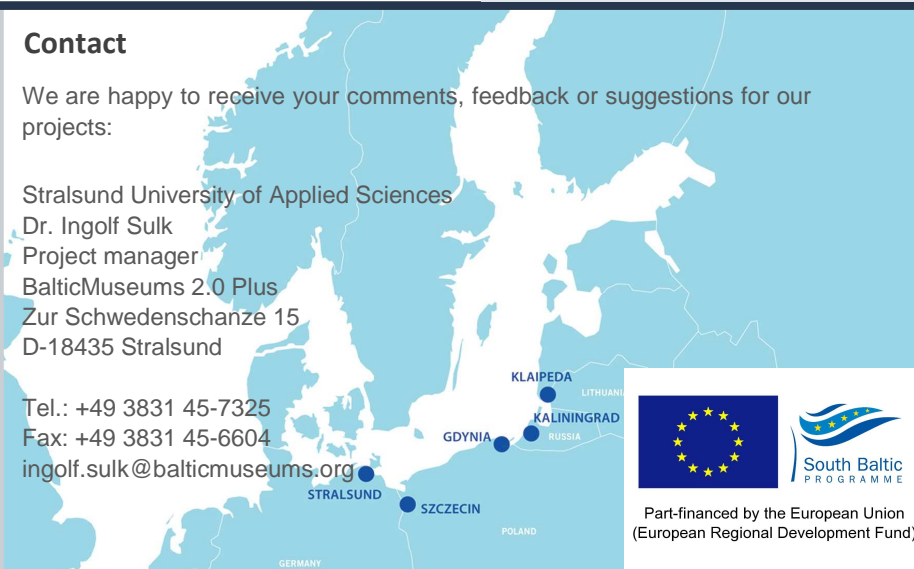 Contact
We are happy to receive your comments, feedback or suggestions for our
projects:
Stralsund University of Applied Sciences
Dr. Ingolf Sulk
Project manager
BalticMuseums 2.0 Plus
Zur Schwedenschanze 15
D-18435 Stralsund
Tel.: +49 3831 45-7325
Fax: +49 3831 45-6604
ingolf.sulk@balticmuseums.org
KLAIPEDA
LITHUANIA
KALININGRAD
GDYNIA
RUSSIA
STRALSUND
SZCZECIN
POLAND
GERMANY
South Baltic
PROGRAMME
Part-financed by the European Union
(European Regional Development Fund)